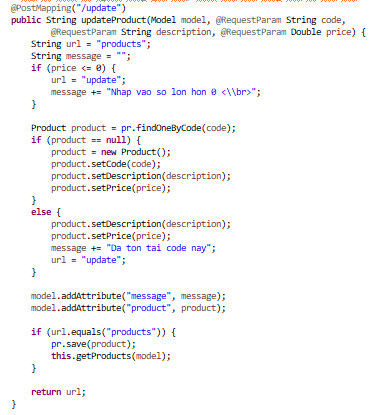 @PostMapping("/update")
public String updateProduct(Model model, @RequestParam String code,
        @RequestParam String description, @RequestParam Double price) {
    String url = "products";
    String message = "";
    if (price <= 0) {
        url = "update";
        message += "Nhap vao so lon hon 0 <\\br>";
    }

    Product product = pr.findOneByCode(code);
    if (product == null) {
        product = new Product();
        product.setCode(code);
        product.setDescription(description);
        product.setPrice(price);
    }
    else {
        product.setDescription(description);
        product.setPrice(price);
        message += "Da ton tai code nay";
        url = "update";
    }

    model.addAttribute("message", message);
    model.addAttribute("product", product);

    if (url.equals("products")) {
        pr.save(product);
        this.getProducts(model);
    }

    return url;
}